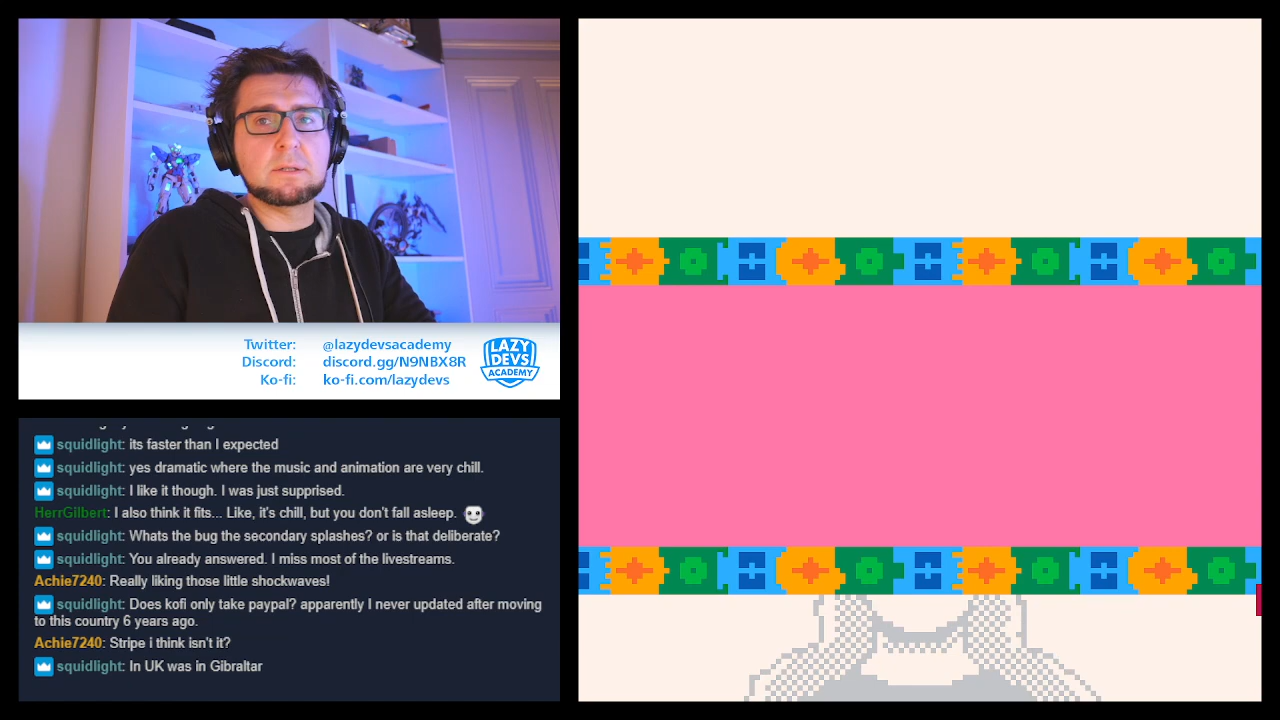 Twitter: @lazydevsacademy
Discord: discord.gg/N9NBX8R
Ko-fi: ko-fi.com/lazydevs
LAZY
DEVS
ACADEMY
squidlight: its faster than I expected
squidlight: yes dramatic where the music and animation are very chill.
squidlight: I like it though. I was just supprised.
HerrGilbert: I also think it fits... Like, it's chill, but you don't fall asleep.
squidlight: Whats the bug the secondary splashes? or is that deliberate?
squidlight: You already answered. I miss most of the livestreams.
Achie7240: Really liking those little shockwaves!
squidlight: Does kofi only take paypal? apparently I never updated after moving
to this country 6 years ago.
Achie7240: Stripe i think isn't it?
squidlight: In UK was in Gibraltar